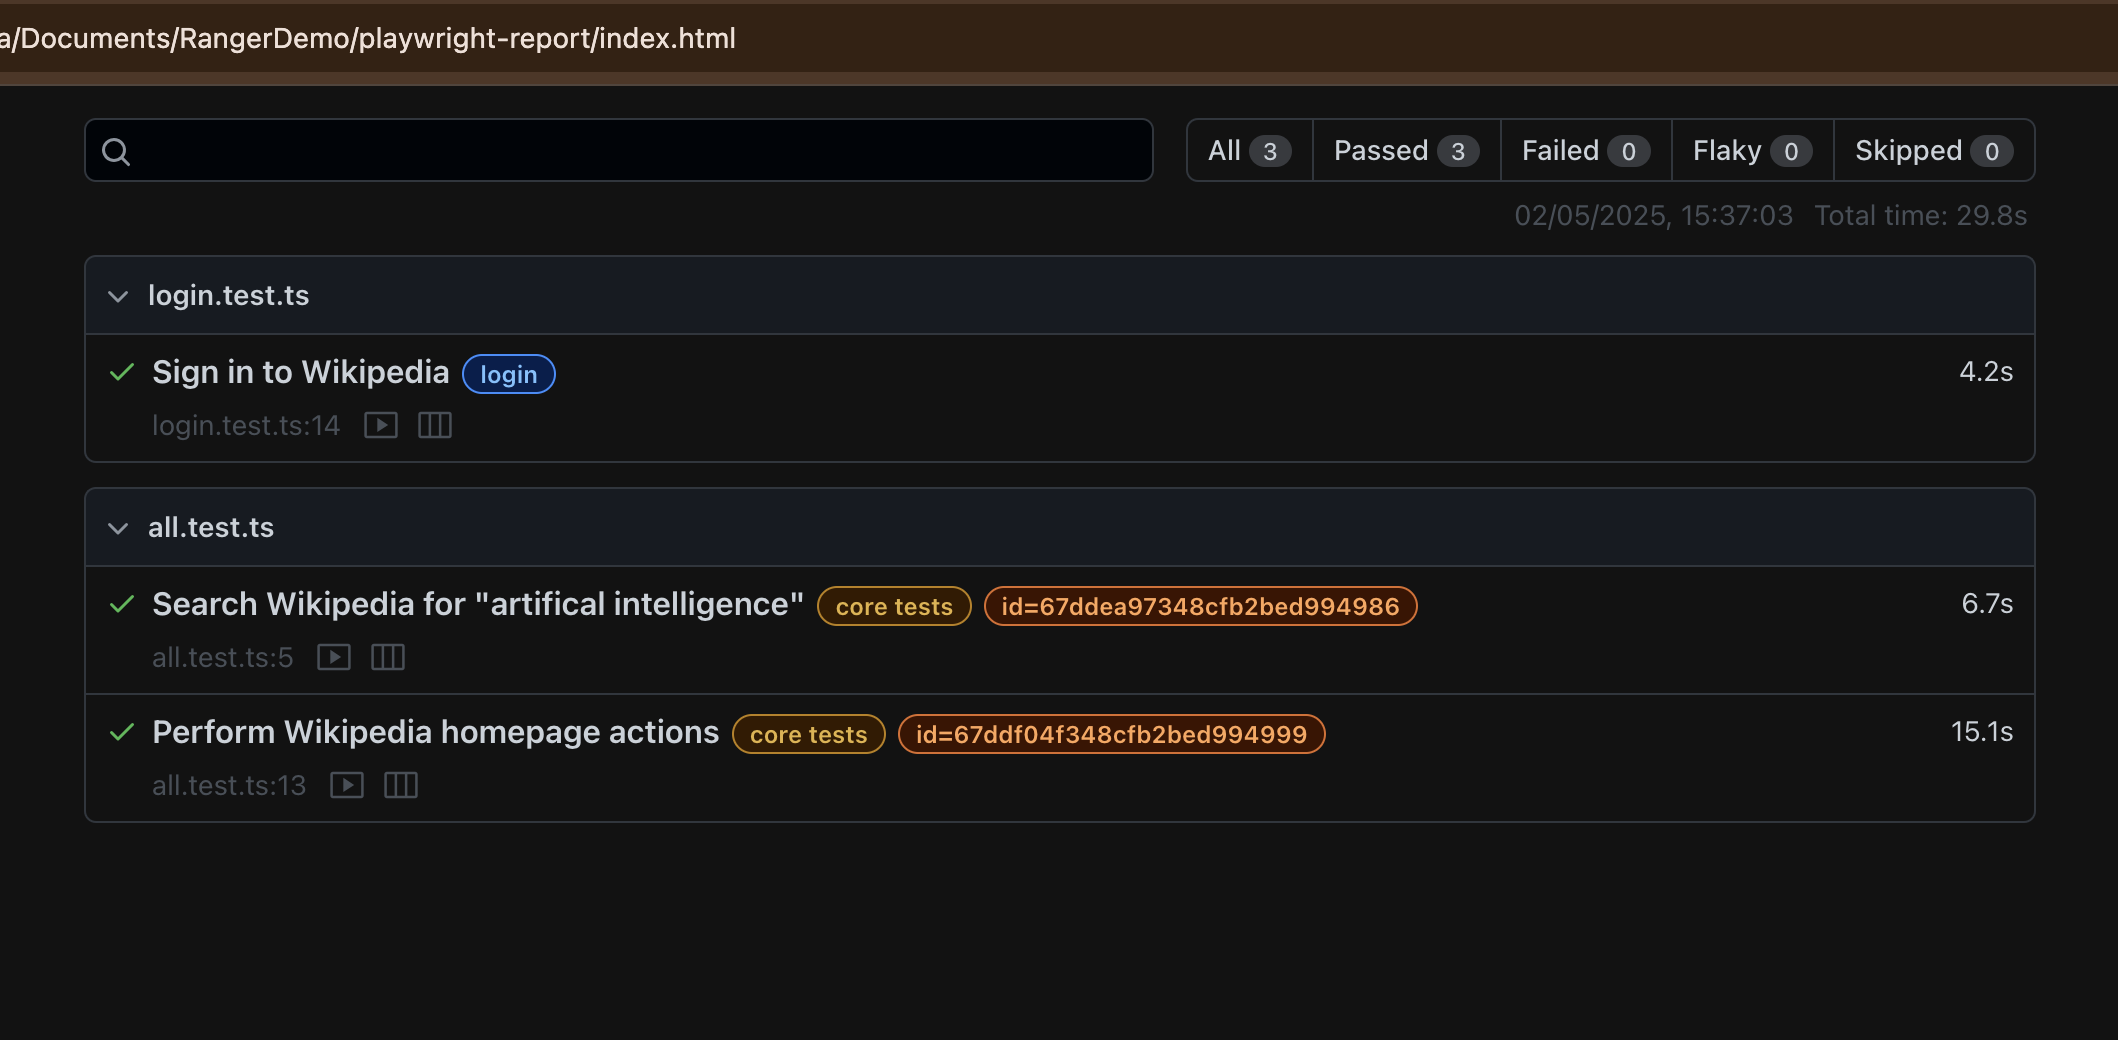 a/Documents/RangerDemo/playwright-report/index.html
All 3 Passed 3 Failed 0 Flaky 0 Skipped 0
02/05/2025, 15:37:03 Total time: 29.8s
login.test.ts
Sign in to Wikipedia login 4.2s
login.test.ts:14
all.test.ts
Search Wikipedia for "artifical intelligence" core tests id=67ddea97348cfb2bed994986 6.7s
all.test.ts:5
Perform Wikipedia homepage actions core tests id=67ddf04f348cfb2bed994999 15.1s
all.test.ts:13